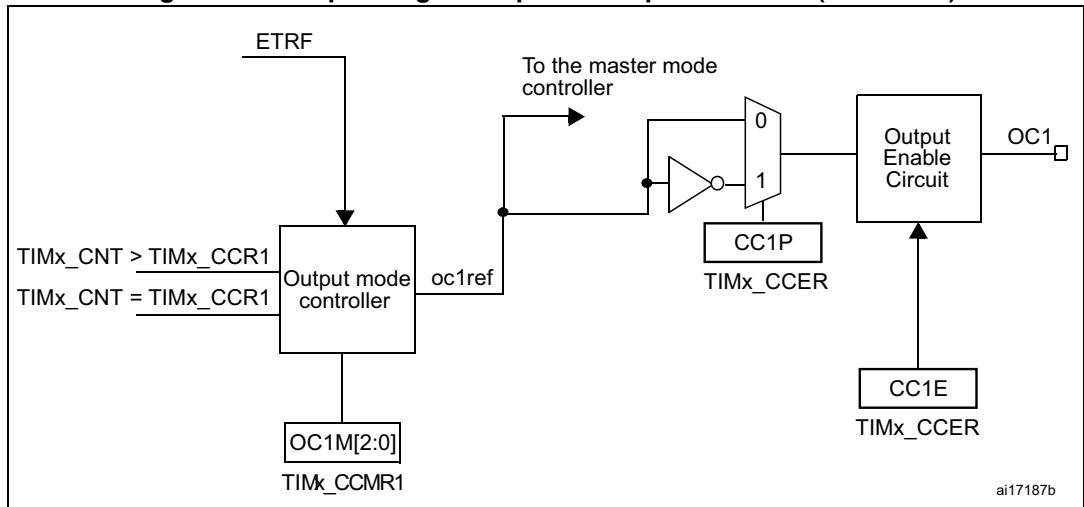 ETRF
To the master mode
controller
0
1
Output
Enable
Circuit
OC1
CC1P
TIMx_CCER
TIMx_CNT > TIMx_CCR1
TIMx_CNT = TIMx_CCR1
Output mode
controller
oc1ref
CC1E
TIMx_CCER
OC1M[2:0]
TIMx_CCMR1
ai17187b